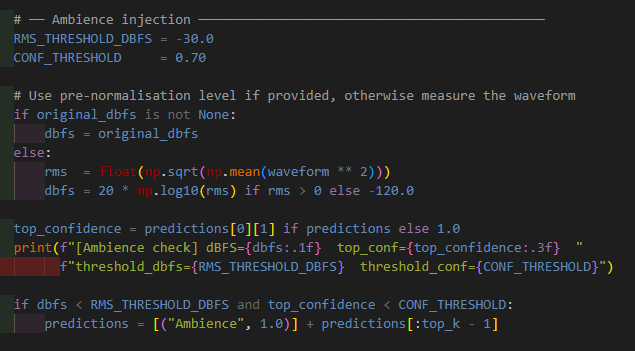 # —— Ambience injection ——————————————————————————————
RMS_THRESHOLD_DBFS = -30.0
CONF_THRESHOLD     = 0.70
# Use pre-normalisation level if provided, otherwise measure the waveform
if original_dbfs is not None:
    dbfs = original_dbfs
else:
    rms  = float(np.sqrt(np.mean(waveform ** 2)))
    dbfs = 20 * np.log10(rms) if rms > 0 else -120.0
top_confidence = predictions[0][1] if predictions else 1.0
print(f"[Ambience check] dBFS={dbfs:.1f}  top_conf={top_confidence:.3f}  "
      f"threshold_dbfs={RMS_THRESHOLD_DBFS}  threshold_conf={CONF_THRESHOLD}")
if dbfs < RMS_THRESHOLD_DBFS and top_confidence < CONF_THRESHOLD:
    predictions = [("Ambience", 1.0)] + predictions[:top_k - 1]